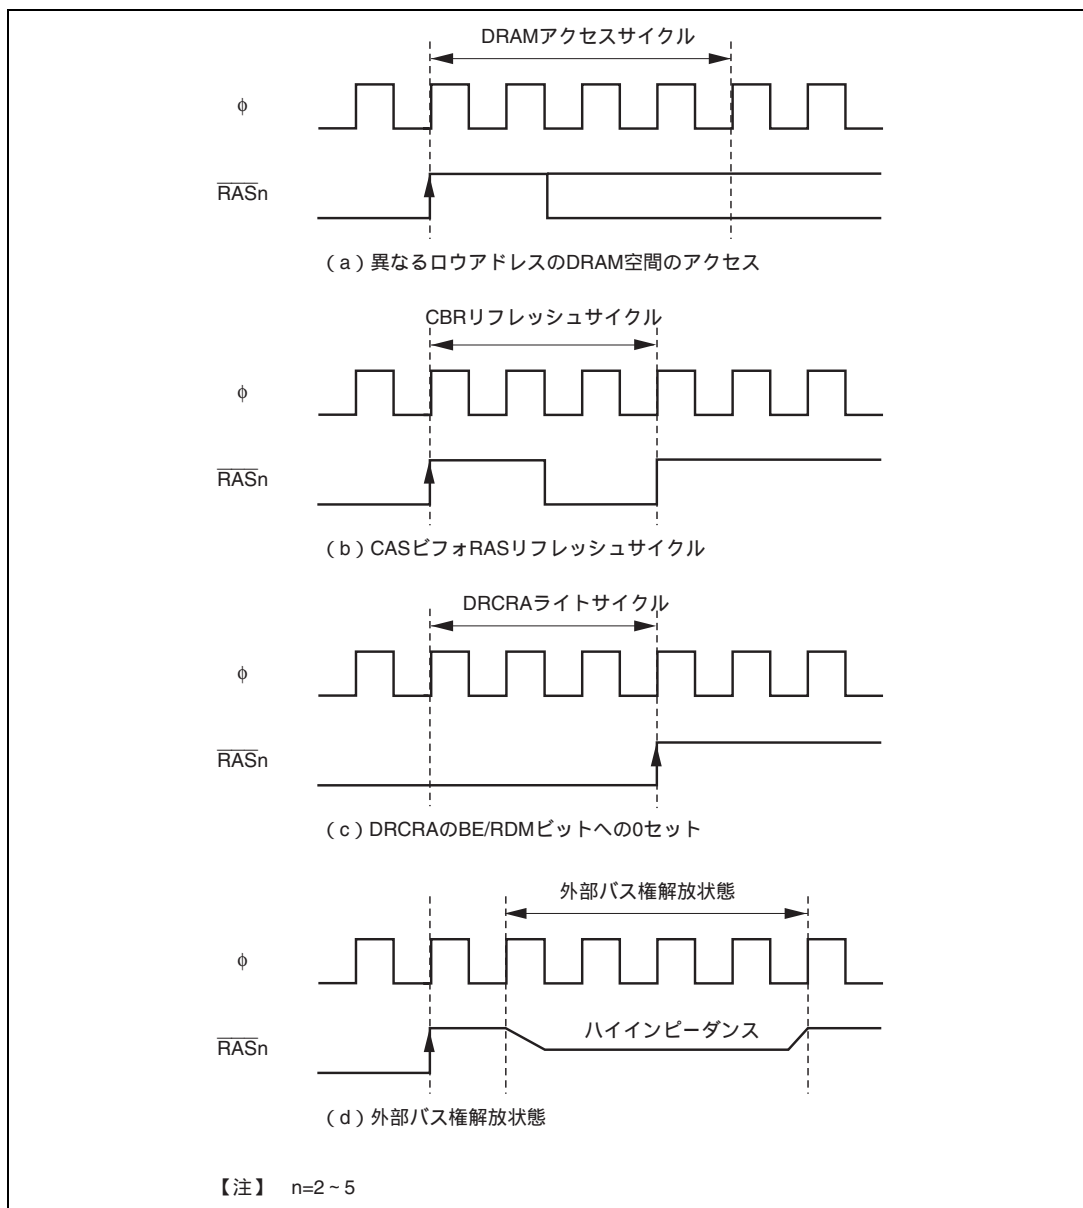 DRAMアクセスサイクル
φ
R̅A̅S̅n
(a)異なるロウアドレスのDRAM空間のアクセス
CBRリフレッシュサイクル
φ
R̅A̅S̅n
(b)CASビフォRASリフレッシュサイクル
DRCRAライトサイクル
φ
R̅A̅S̅n
(c)DRCRAのBE/RDMビットへの0セット
外部バス権解放状態
φ
R̅A̅S̅n
ハイインピーダンス
(d)外部バス権解放状態
【注】 n=2~5